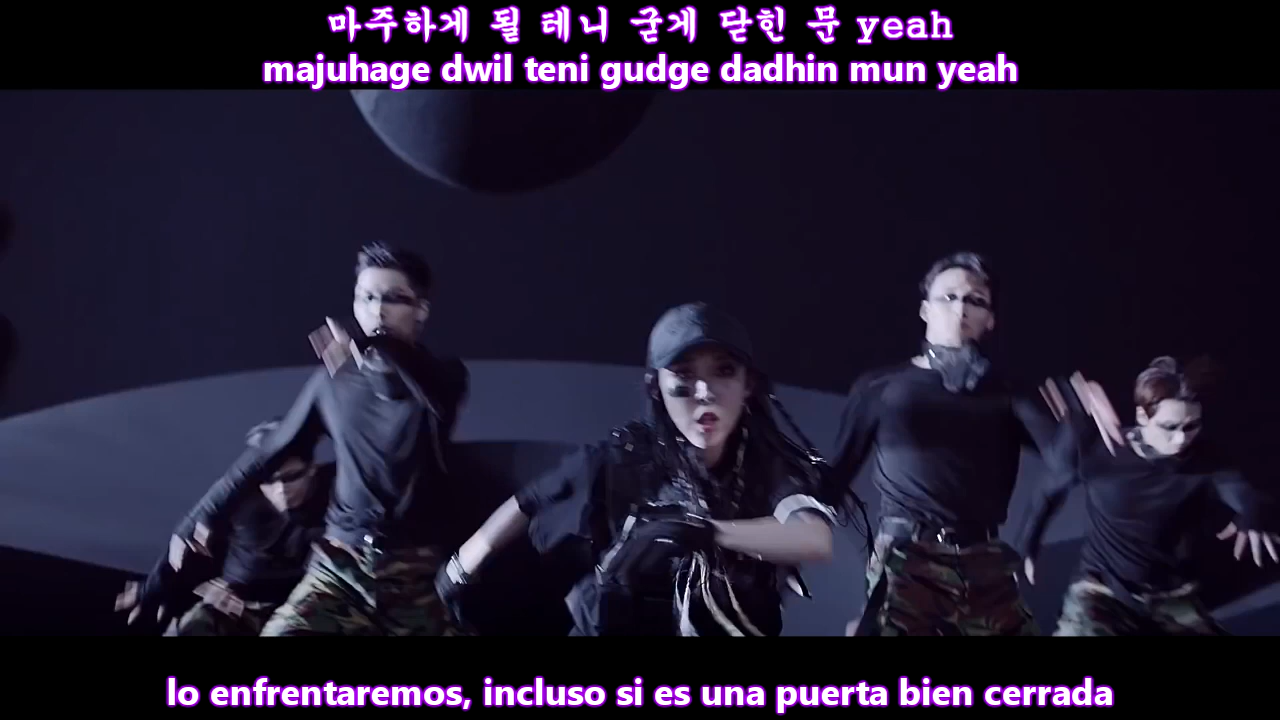 마주하게 될 테니 굳게 닫힌 문 yeah
majuhage dwil teni gudge dadhin mun yeah
lo enfrentaremos, incluso si es una puerta bien cerrada